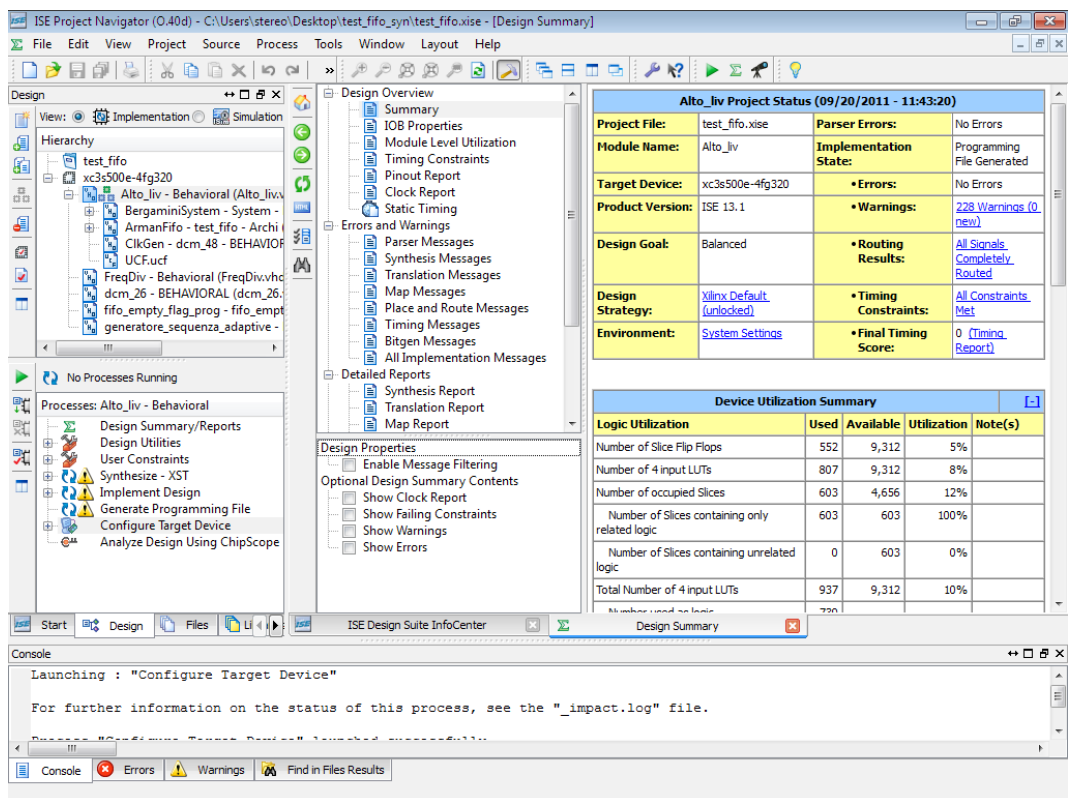 ISE Project Navigator (O.40d) - C:\Users\stereo\Desktop\test_fifo_syn\test_fifo.xise - [Design Summary]
File Edit View Project Source Process Tools Window Layout Help
Design
View: Implementation Simulation
Hierarchy
test_fifo
xc3s500e-4fg320
Alto_liv - Behavioral (Alto_liv.v
BergaminiSystem - System -
ArmanFifo - test_fifo - Archi
ClkGen - dcm_48 - BEHAVIOR
UCF.ucf
FreqDiv - Behavioral (FreqDiv.vhd
dcm_26 - BEHAVIORAL (dcm_26.
fifo_empty_flag_prog - fifo_empt
generatore_sequenza_adaptive -
No Processes Running
Processes: Alto_liv - Behavioral
Design Summary/Reports
Design Utilities
User Constraints
Synthesize - XST
Implement Design
Generate Programming File
Configure Target Device
Analyze Design Using ChipScope
Start Design Files Li
Design Overview
Summary
IOB Properties
Module Level Utilization
Timing Constraints
Pinout Report
Clock Report
Static Timing
Errors and Warnings
Parser Messages
Synthesis Messages
Translation Messages
Map Messages
Place and Route Messages
Timing Messages
Bitgen Messages
All Implementation Messages
Detailed Reports
Synthesis Report
Translation Report
Map Report
Design Properties
Enable Message Filtering
Optional Design Summary Contents
Show Clock Report
Show Failing Constraints
Show Warnings
Show Errors
ISE Design Suite InfoCenter
Design Summary
Alto_liv Project Status (09/20/2011 - 11:43:20)
Project File: test_fifo.xise Parser Errors: No Errors
Module Name: Alto_liv Implementation State: Programming File Generated
Target Device: xc3s500e-4fg320 •Errors: No Errors
Product Version: ISE 13.1 •Warnings: 228 Warnings (0 new)
Design Goal: Balanced •Routing Results: All Signals Completely Routed
Design Strategy: Xilinx Default (unlocked) •Timing Constraints: All Constraints Met
Environment: System Settings •Final Timing Score: 0 (Timing Report)
Device Utilization Summary [-]
Logic Utilization Used Available Utilization Note(s)
Number of Slice Flip Flops 552 9,312 5%
Number of 4 input LUTs 807 9,312 8%
Number of occupied Slices 603 4,656 12%
Number of Slices containing only related logic 603 603 100%
Number of Slices containing unrelated logic 0 603 0%
Total Number of 4 input LUTs 937 9,312 10%
Number used as logic 730
Console
Launching : "Configure Target Device"
For further information on the status of this process, see the "_impact.log" file.
Process "Configure Target Device" launched successfully
Console Errors Warnings Find in Files Results